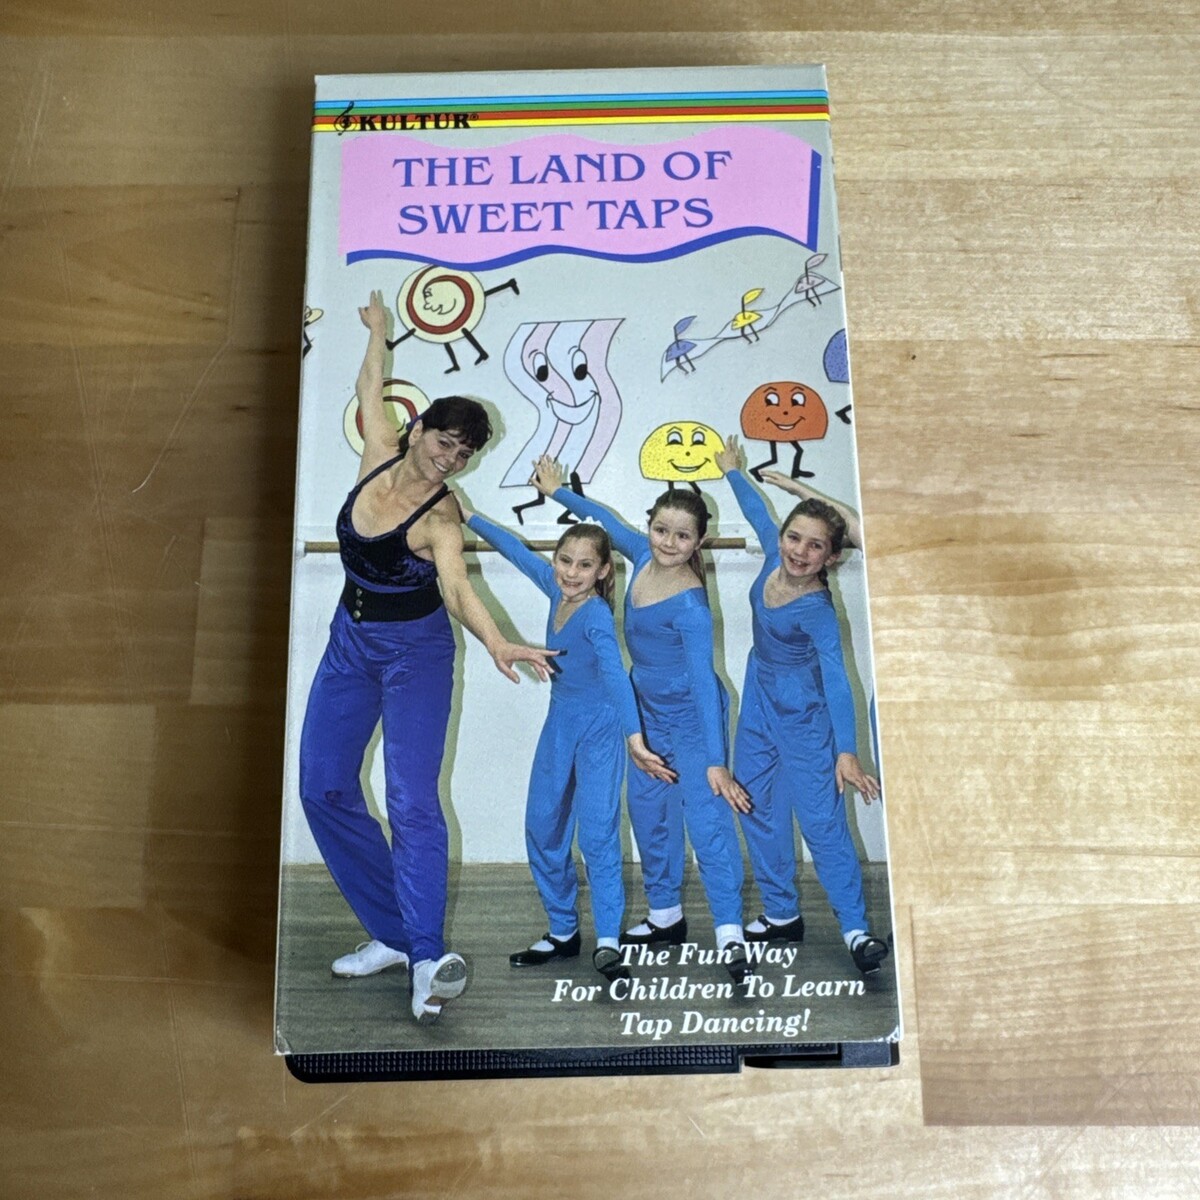 KULTUR®
THE LAND OF
SWEET TAPS
The Fun Way
For Children To Learn
Tap Dancing!